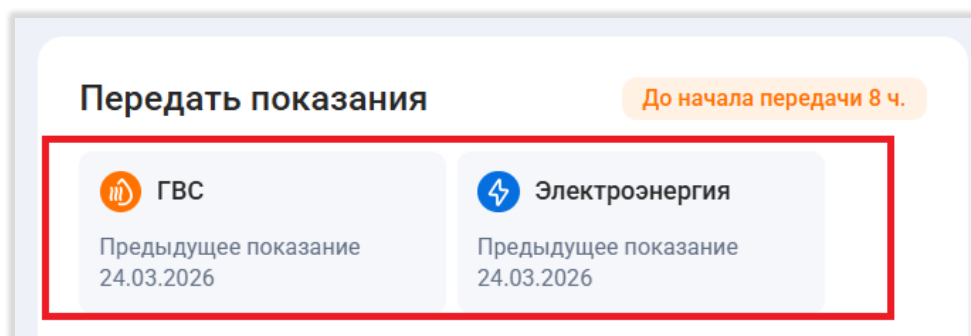 Передать показания
До начала передачи 8 ч.
ГВС
Предыдущее показание
24.03.2026
Электроэнергия
Предыдущее показание
24.03.2026